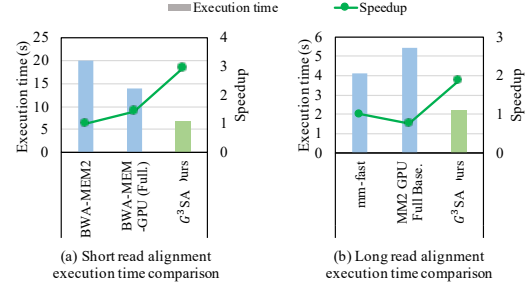 Execution time
Speedup
25
20
15
10
5
0
4
3
2
1
0
Execution time (s)
Speedup
BWA-MEM2
BWA-MEM
-GPU (Full.)
G³SA
(a) Short read alignment
execution time comparison
6
5
4
3
2
1
0
3
2
1
0
Execution time (s)
Speedup
mm-fast
MM2 GPU
Full Base.
G³SA
(b) Long read alignment
execution time comparison